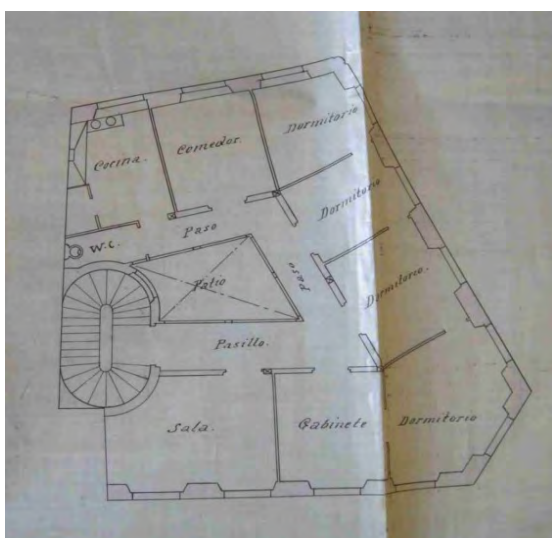 Dormitorio
Comedor.
Cocina.
Dormitorio
Paso
W.C.
Patio
Paso
Dormitorio.
Pasillo.
Sala.
Gabinete
Dormitorio